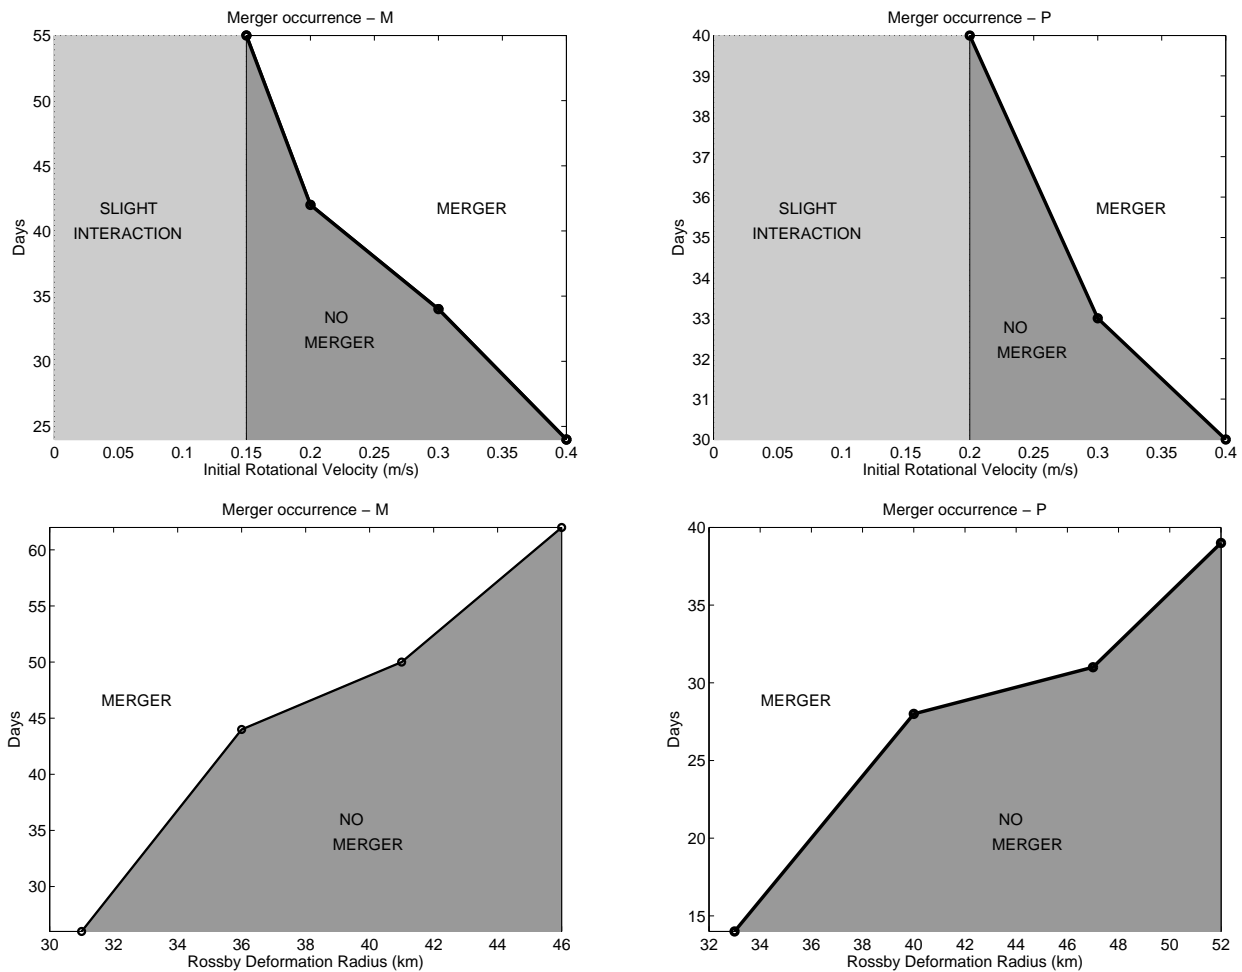 Merger occurrence – M
55
50
45
40
35
30
25
Days
SLIGHT
INTERACTION
NO
MERGER
MERGER
0 0.05 0.1 0.15 0.2 0.25 0.3 0.35 0.4
Initial Rotational Velocity (m/s)
Merger occurrence – P
40
39
38
37
36
35
34
33
32
31
30
Days
SLIGHT
INTERACTION
NO
MERGER
MERGER
0 0.05 0.1 0.15 0.2 0.25 0.3 0.35 0.4
Initial Rotational Velocity (m/s)
Merger occurrence – M
60
55
50
45
40
35
30
Days
MERGER
NO
MERGER
30 32 34 36 38 40 42 44 46
Rossby Deformation Radius (km)
Merger occurrence – P
40
35
30
25
20
15
Days
MERGER
NO
MERGER
32 34 36 38 40 42 44 46 48 50 52
Rossby Deformation Radius (km)